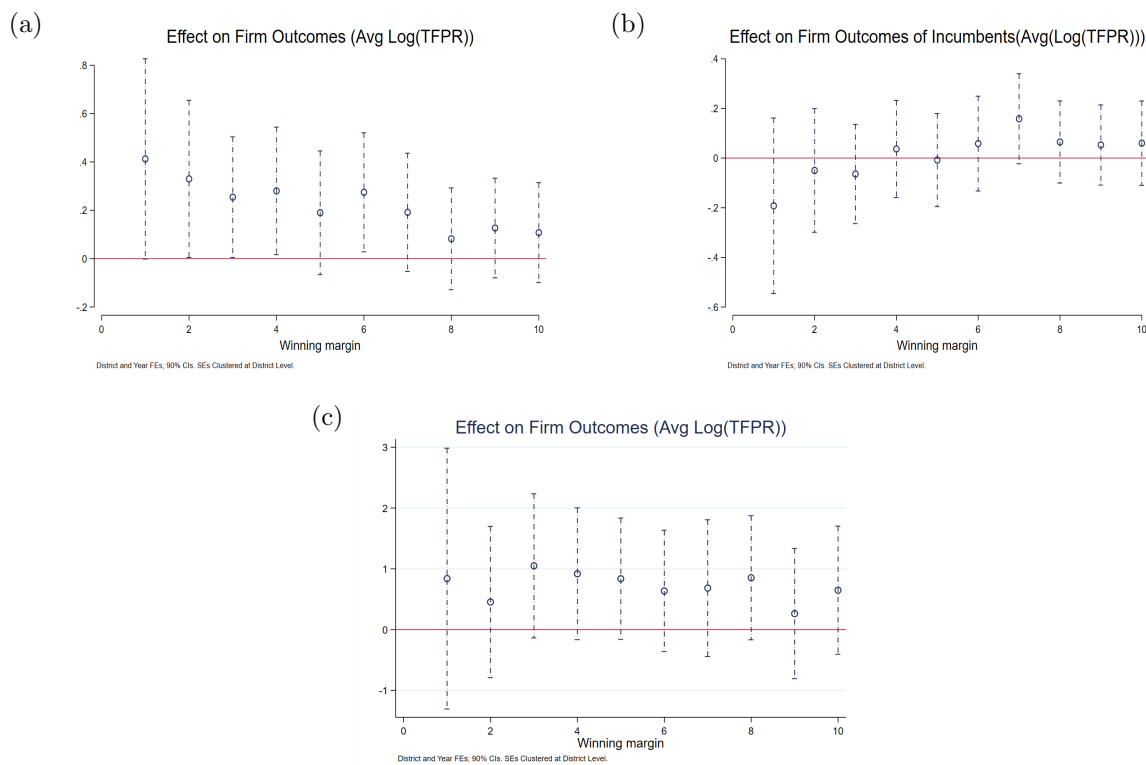 (a)
Effect on Firm Outcomes (Avg Log(TFPR))
.8
.6
.4
.2
0
-.2
0 2 4 6 8 10
Winning margin
District and Year FEs; 90% CIs. SEs Clustered at District Level.
(b)
Effect on Firm Outcomes of Incumbents(Avg(Log(TFPR)))
.4
.2
0
-.2
-.4
-.6
0 2 4 6 8 10
Winning margin
District and Year FEs; 90% CIs. SEs Clustered at District Level.
(c)
Effect on Firm Outcomes (Avg Log(TFPR))
3
2
1
0
-1
0 2 4 6 8 10
Winning margin
District and Year FEs; 90% CIs. SEs Clustered at District Level.